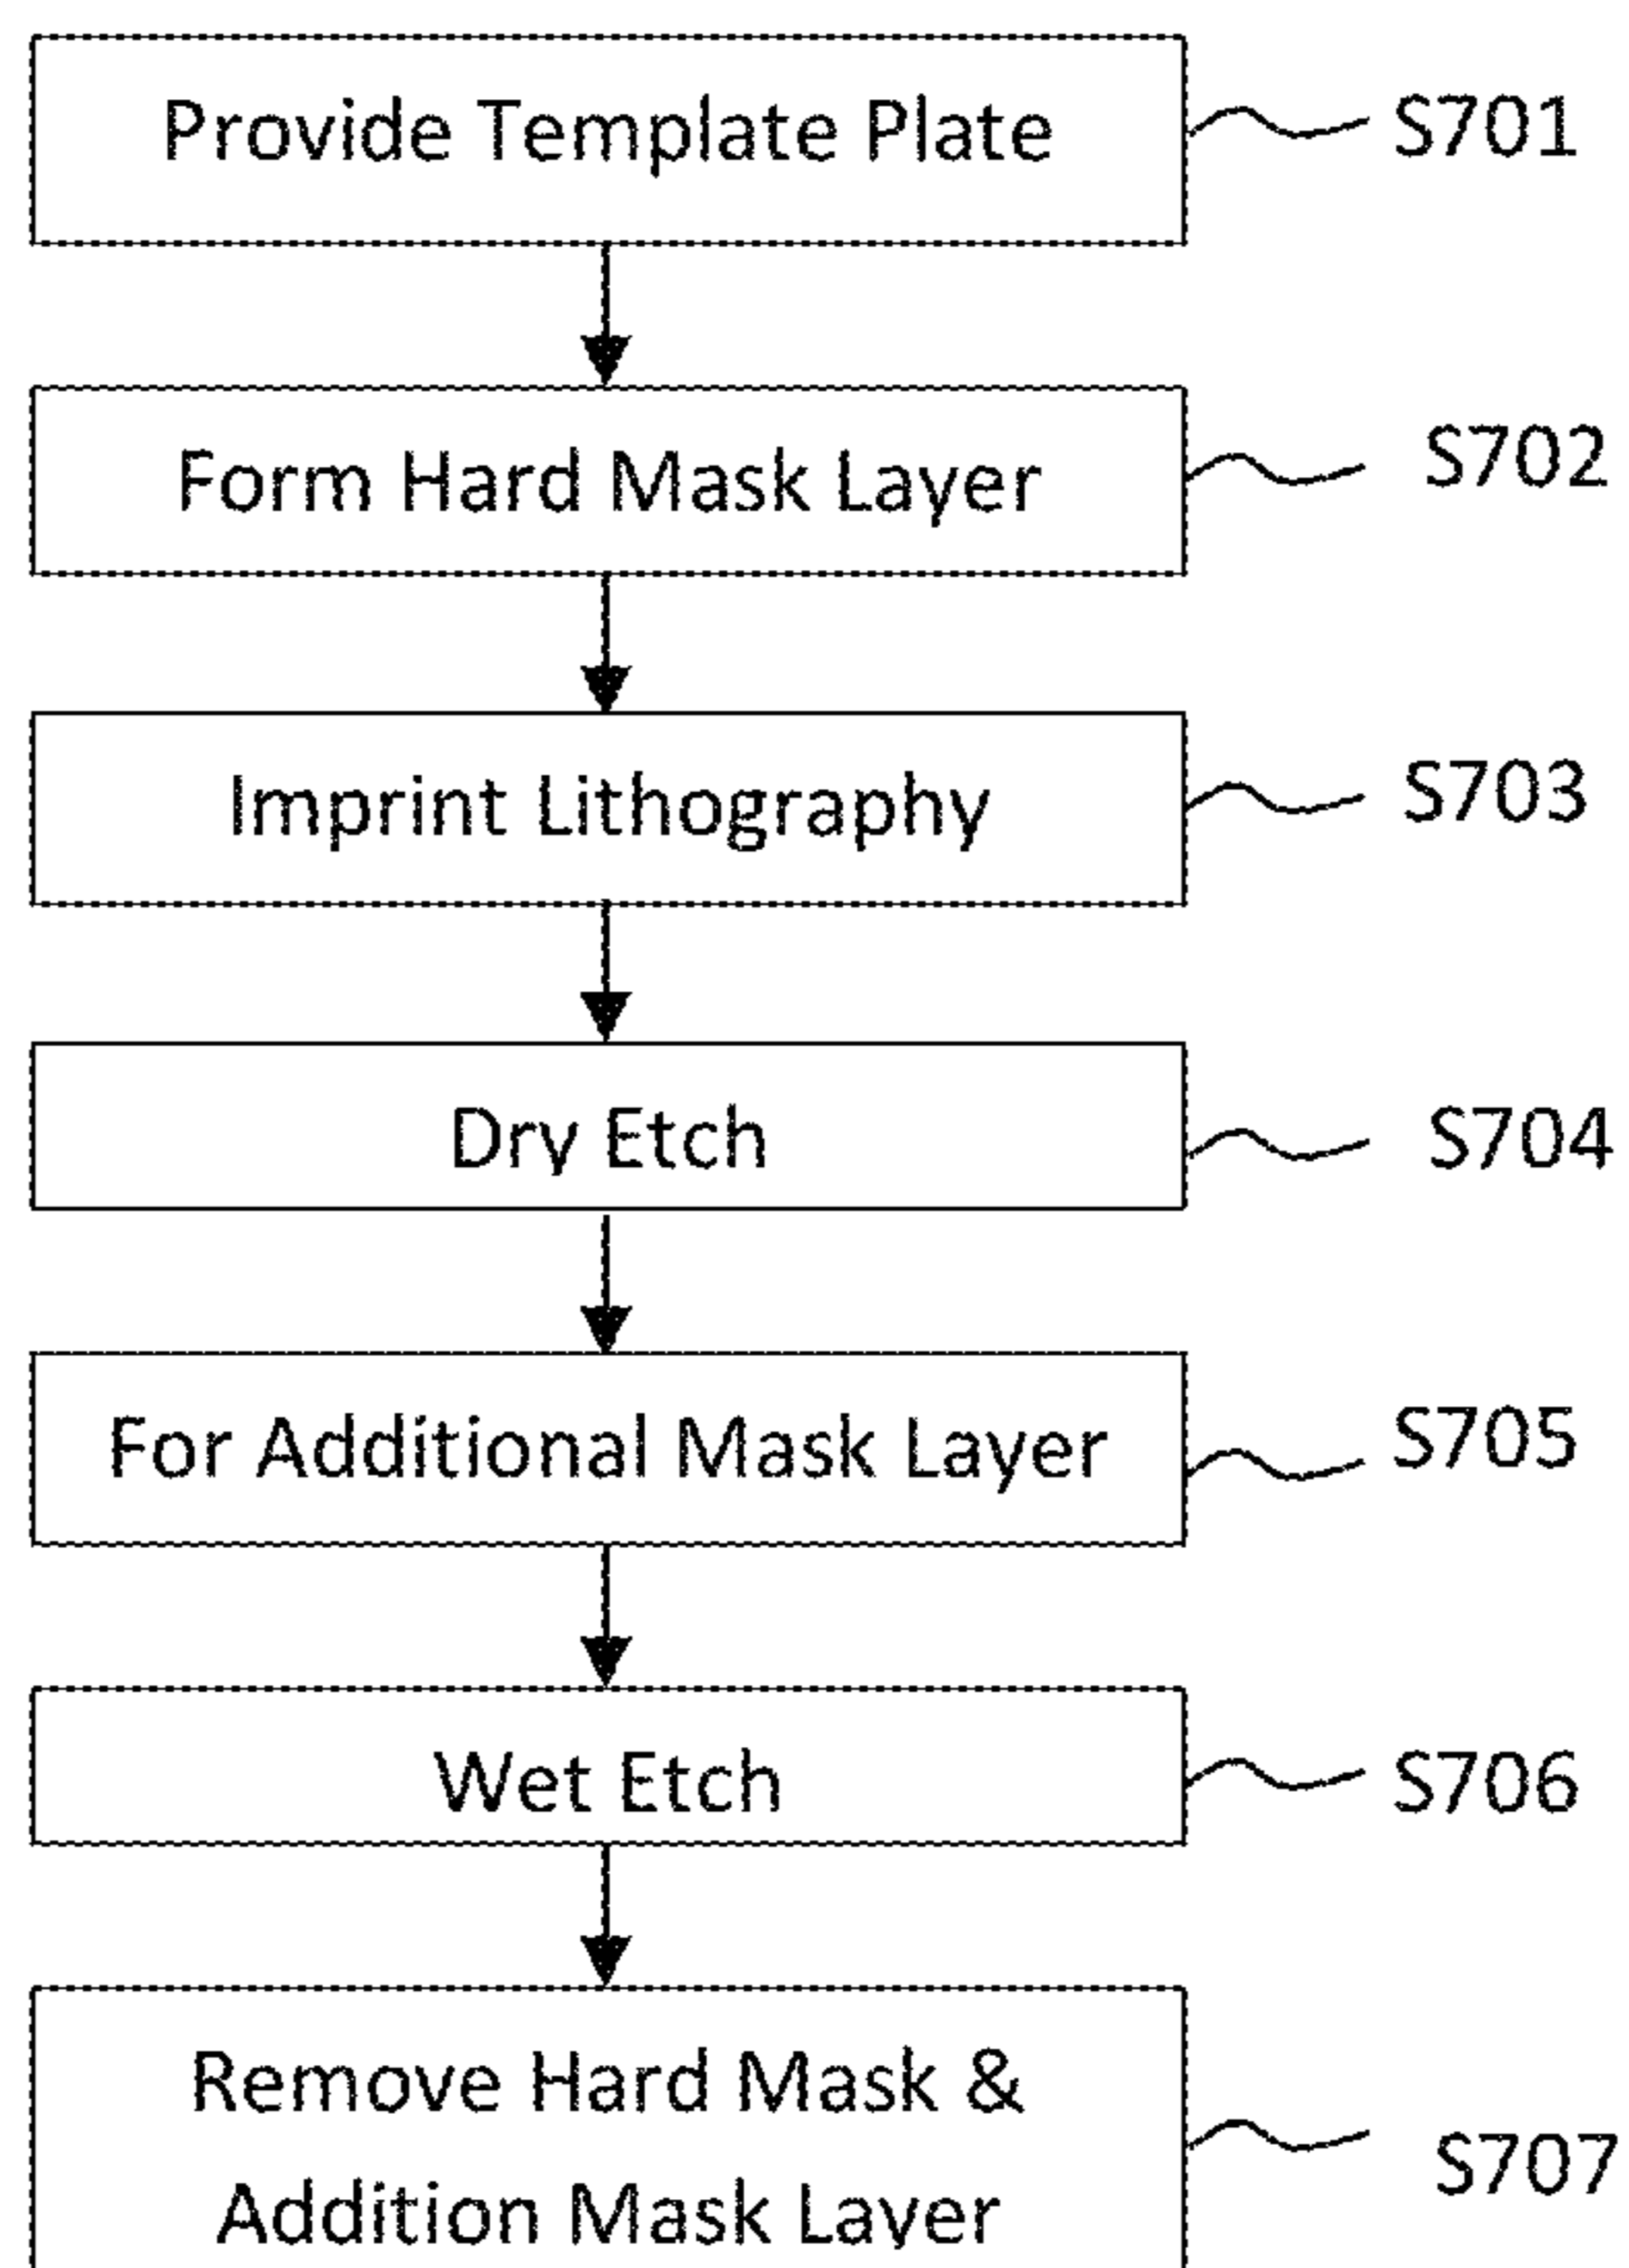 Provide Template Plate S701
Form Hard Mask Layer S702
Imprint Lithography S703
Dry Etch S704
For Additional Mask Layer S705
Wet Etch S706
Remove Hard Mask &
Addition Mask Layer S707